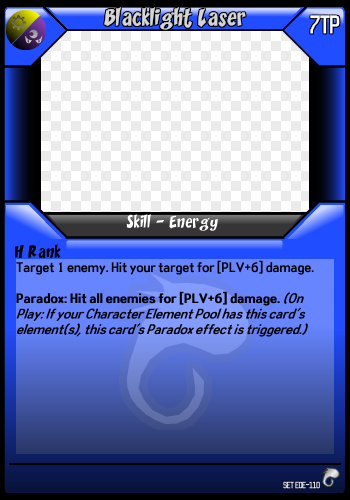 Blacklight Laser
7TP
Skill - Energy
H Rank
Target 1 enemy. Hit your target for [PLV+6] damage.
Paradox: Hit all enemies for [PLV+6] damage. (On
Play: If your Character Element Pool has this card's
element(s), this card's Paradox effect is triggered.)
SET EDE-110